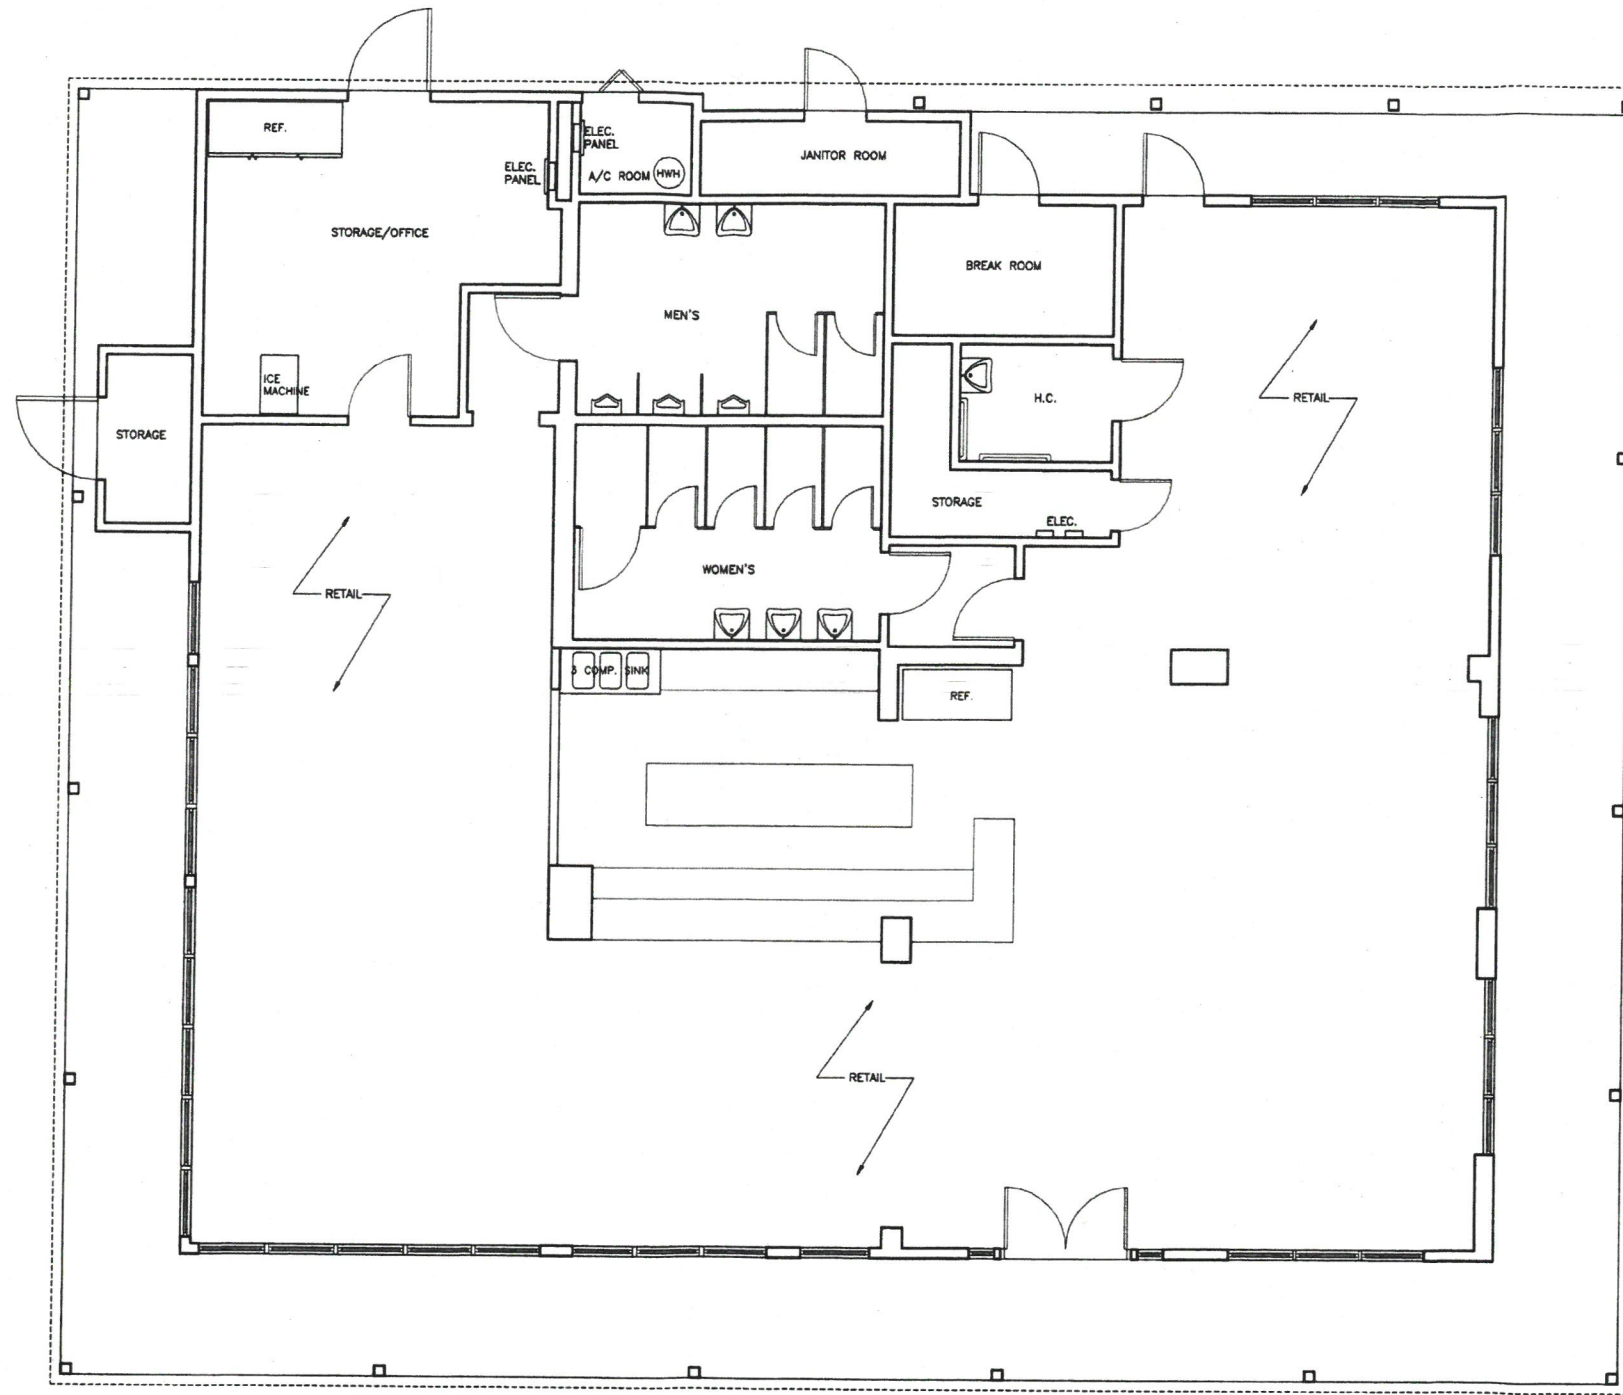 REF.
ELEC.
PANEL
JANITOR ROOM
ELEC.
PANEL
A/C ROOM
HWH
STORAGE/OFFICE
BREAK ROOM
MEN'S
ICE
MACHINE
H.C.
RETAIL
STORAGE
STORAGE
ELEC.
WOMEN'S
RETAIL
3 COMP. SINK
REF.
RETAIL